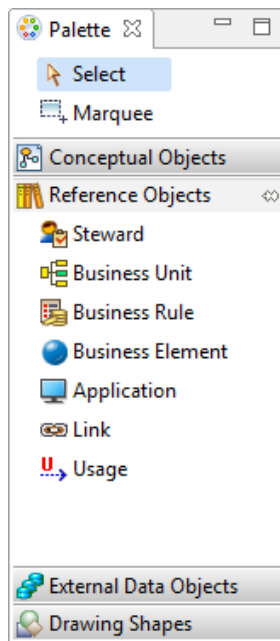 Palette
Select
Marquee
Conceptual Objects
Reference Objects
Steward
Business Unit
Business Rule
Business Element
Application
Link
U Usage
External Data Objects
Drawing Shapes